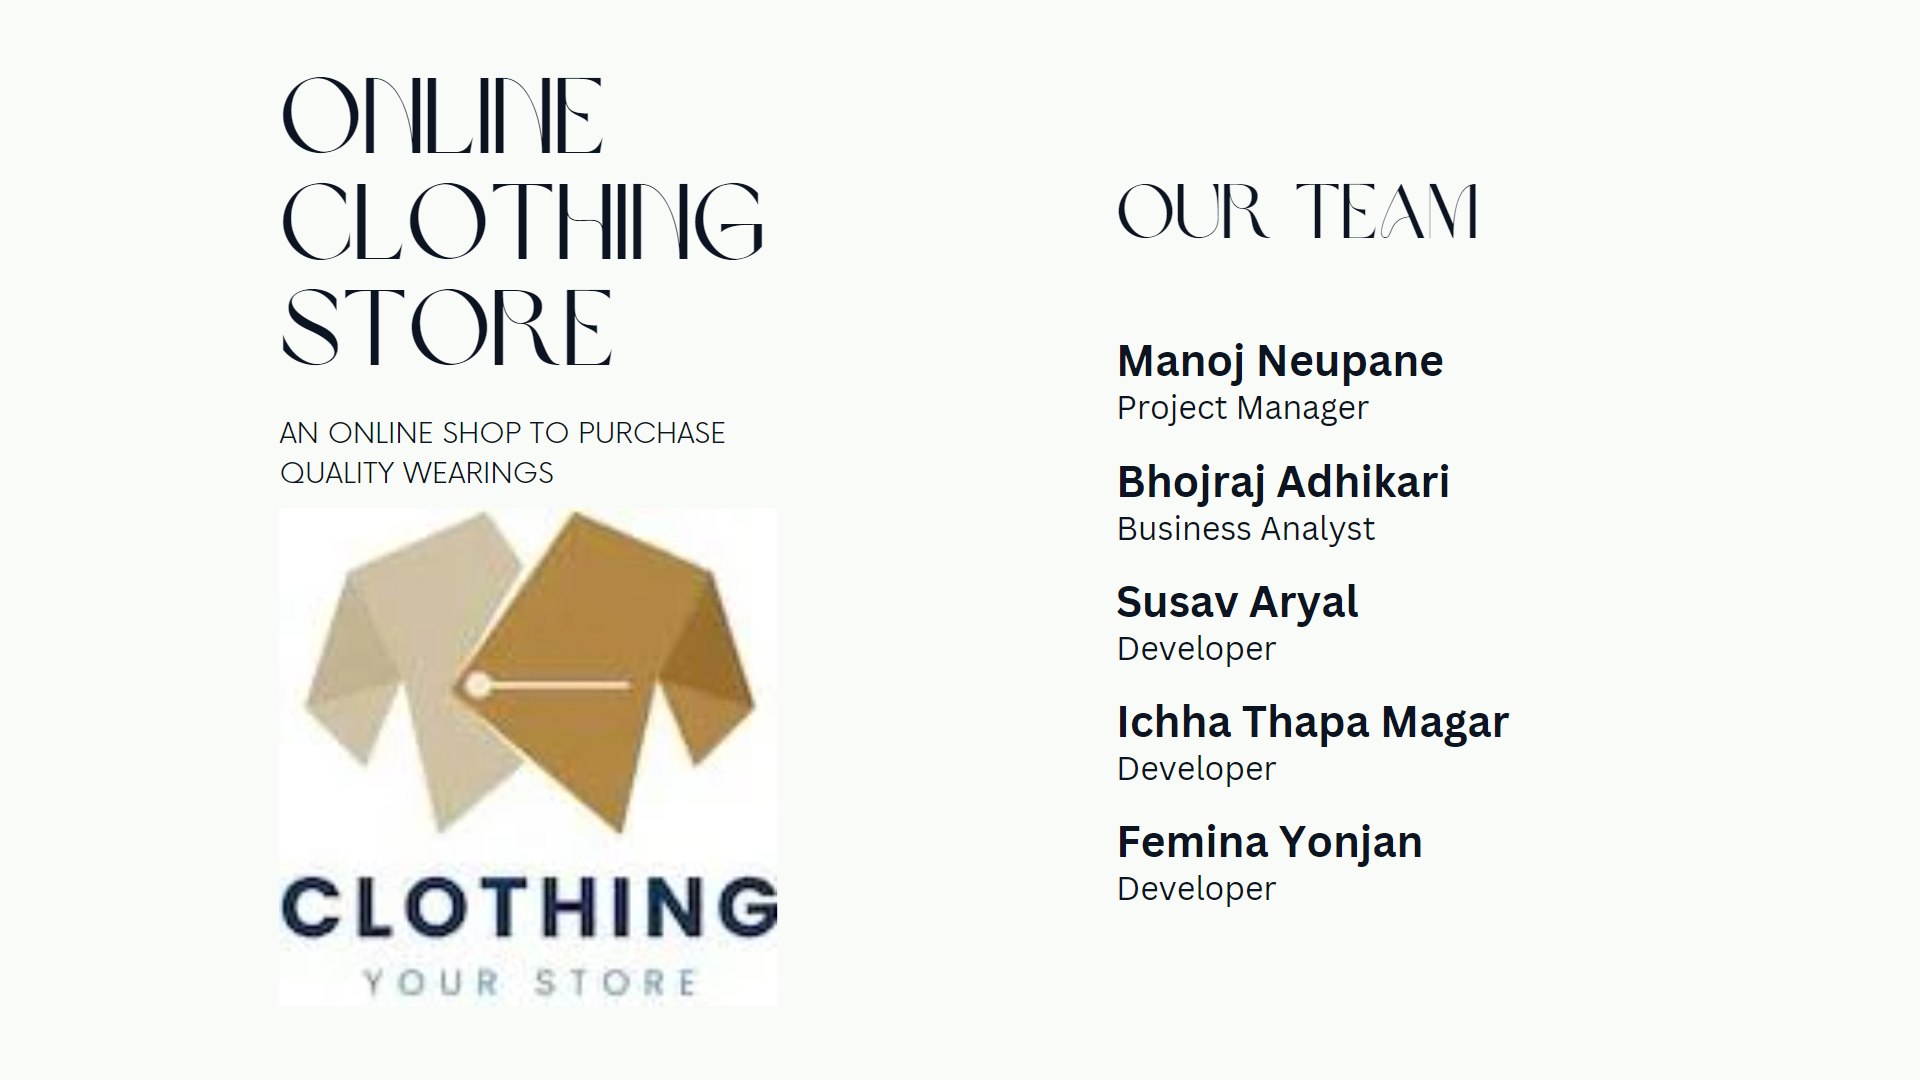 ONLINE
CLOTHING
STORE
AN ONLINE SHOP TO PURCHASE
QUALITY WEARINGS
CLOTHING
YOUR STORE
OUR TEAM
Manoj Neupane
Project Manager
Bhojraj Adhikari
Business Analyst
Susav Aryal
Developer
Ichha Thapa Magar
Developer
Femina Yonjan
Developer